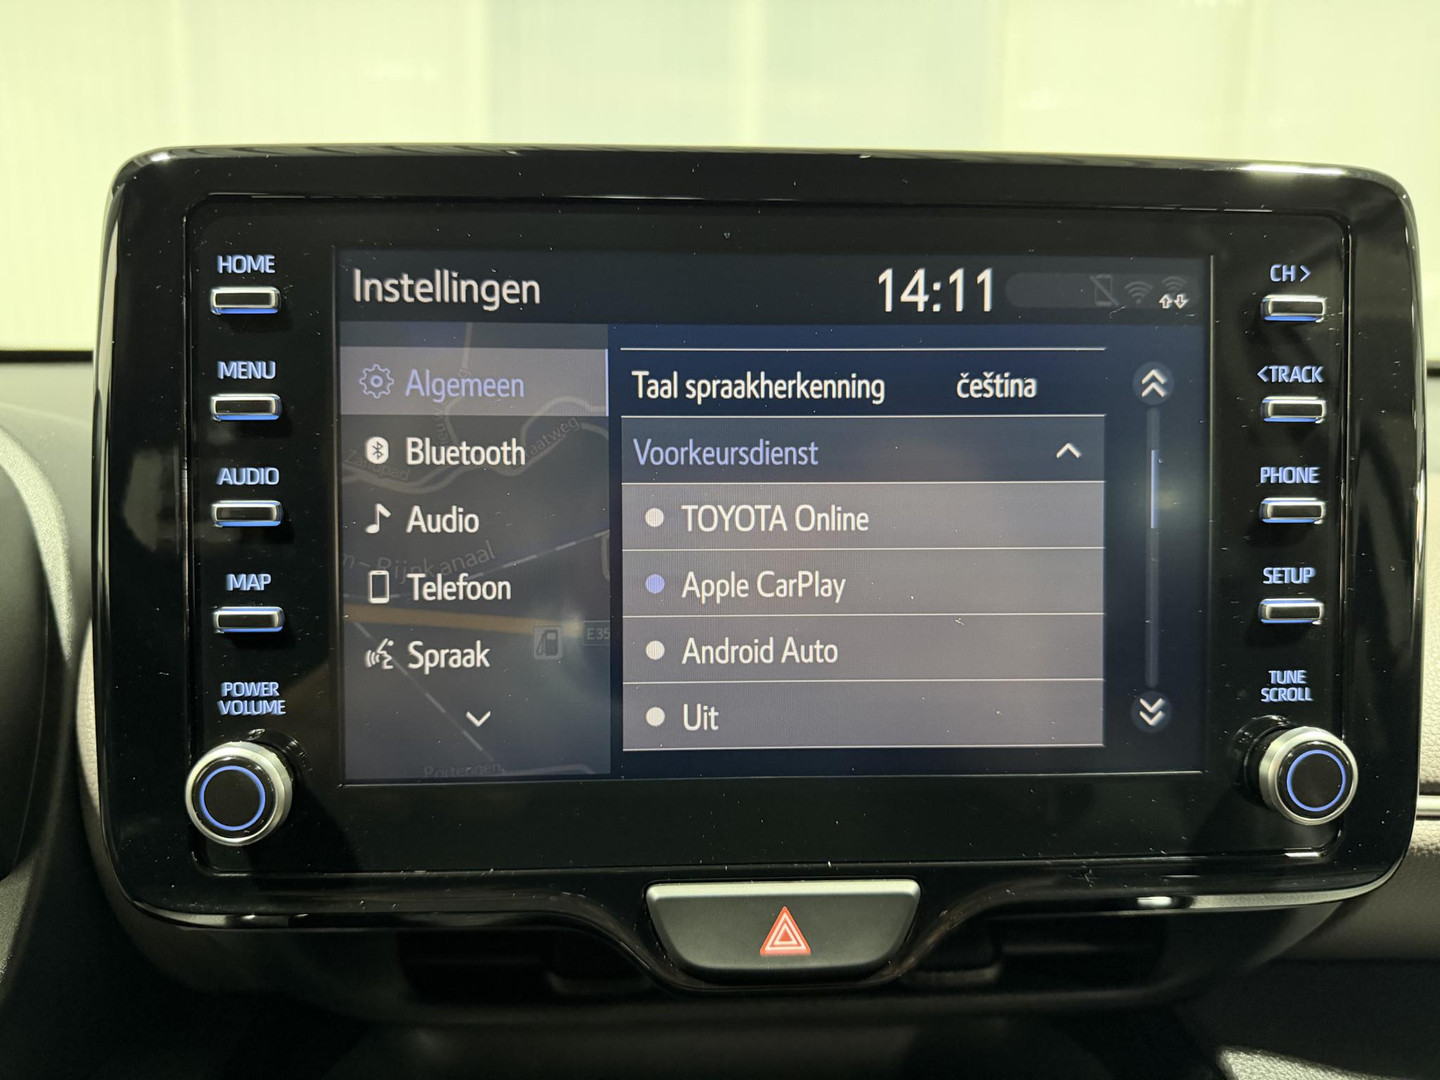 HOME
MENU
AUDIO
MAP
POWER
VOLUME
Instellingen
14:11
Algemeen
Bluetooth
Audio
Telefoon
Spraak
E35
Taal spraakherkenning čeština
Voorkeursdienst
TOYOTA Online
Apple CarPlay
Android Auto
Uit
CH >
<TRACK
PHONE
SETUP
TUNE
SCROLL